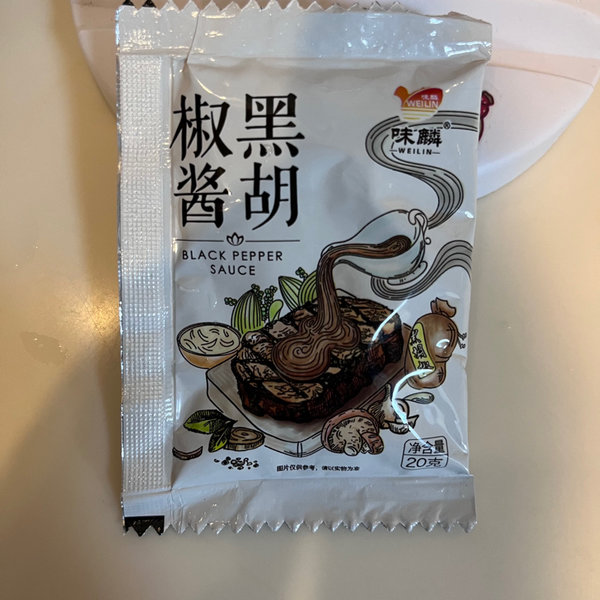 味麟
WEILIN
味麟®
WEILIN
黑胡
椒酱
BLACK PEPPER
SAUCE
净含量
20克
图片仅供参考，请以实物为准